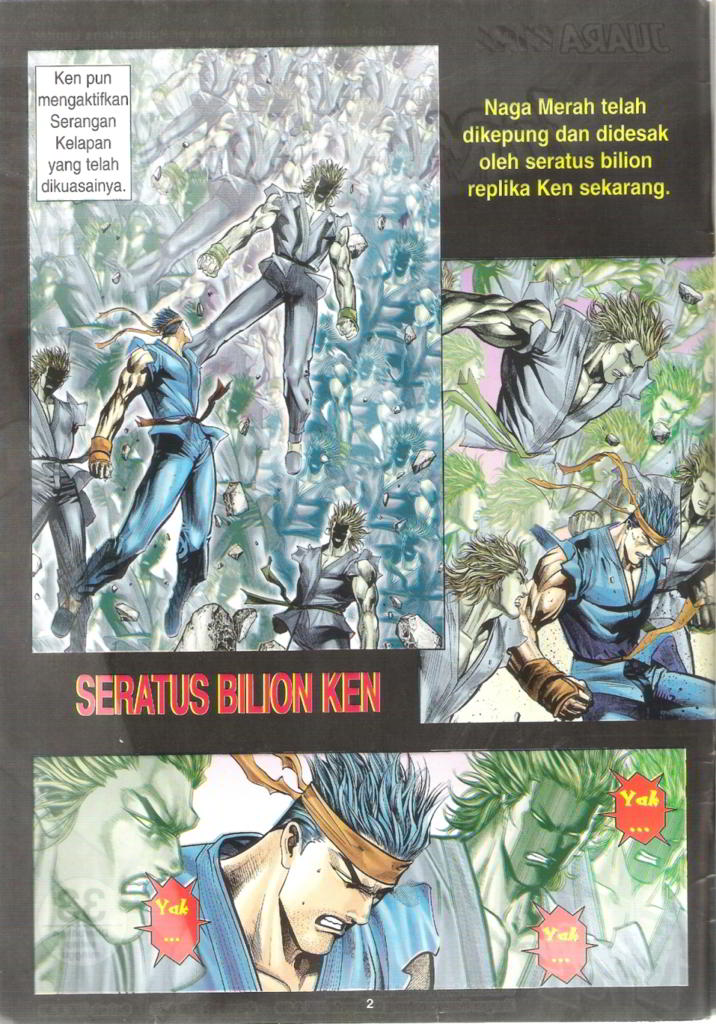 Ken pun
mengaktifkan
Serangan
Kelapan
yang telah
dikuasainya.
Naga Merah telah
dikepung dan didesak
oleh seratus bilion
replika Ken sekarang.
SERATUS BILION KEN
Yak
...
Yak
...
Yak
...
2